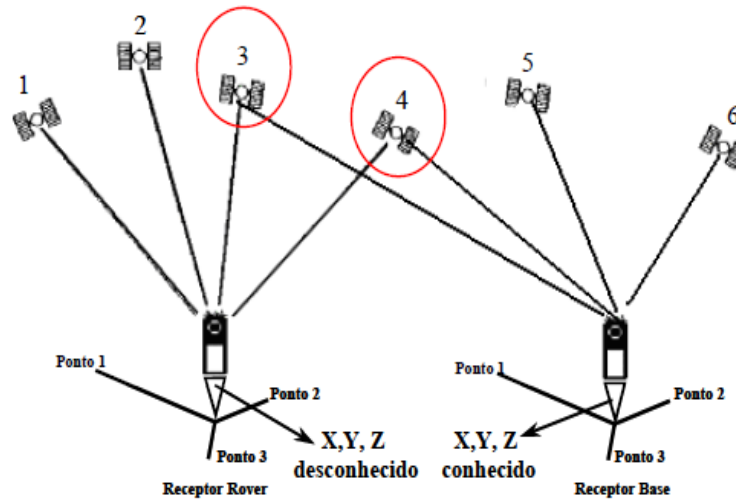 1
2
3
4
5
6
Ponto 1
Ponto 2
Ponto 3
X,Y, Z
desconhecido
Receptor Rover
Ponto 1
Ponto 2
Ponto 3
X,Y, Z
conhecido
Receptor Base